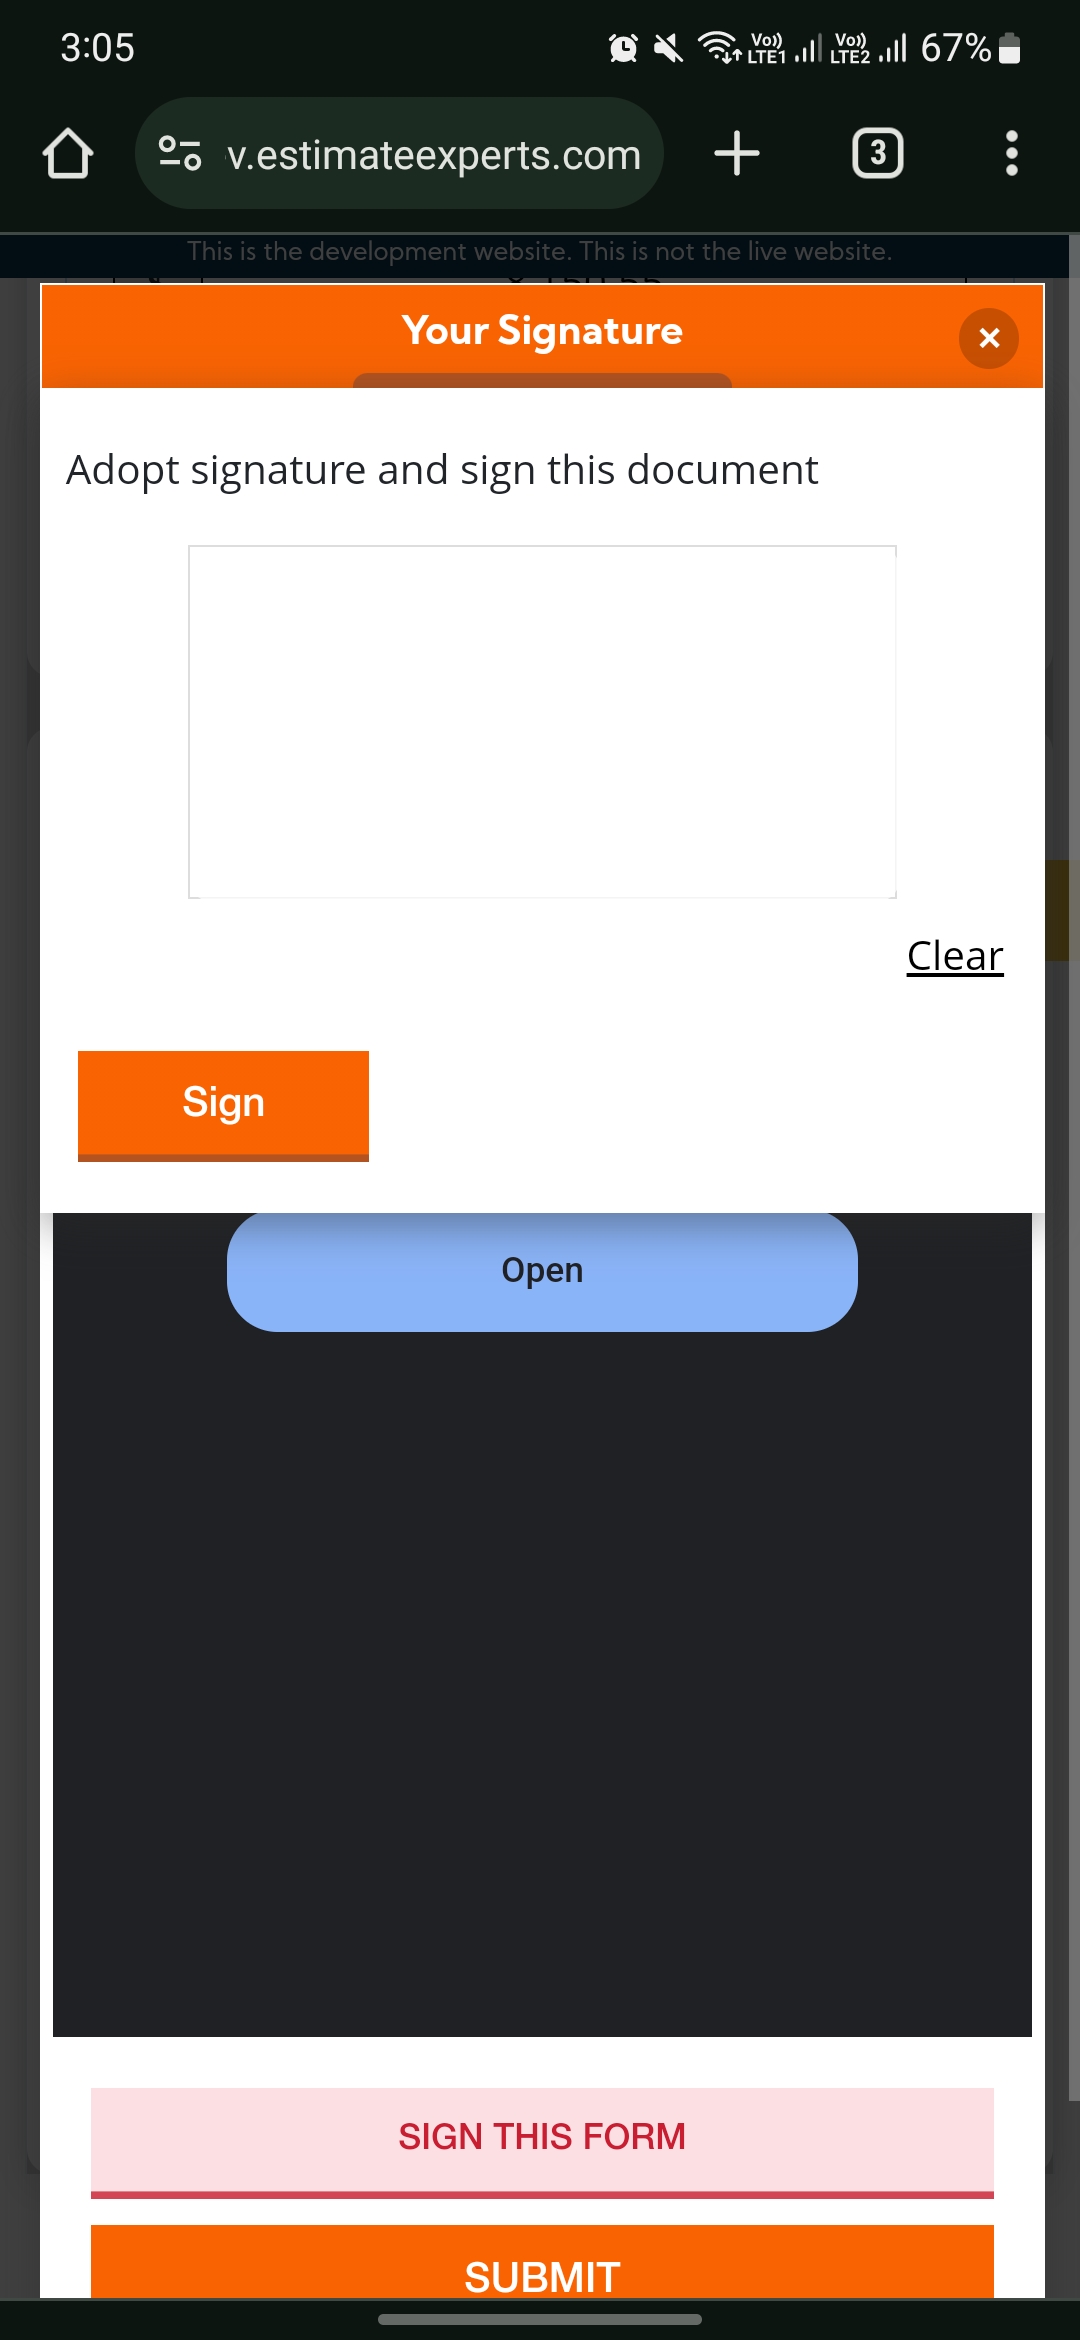 3:05
Vo)) LTE1 Vo)) LTE2 67%
v.estimateexperts.com
3
This is the development website. This is not the live website.
Your Signature
Adopt signature and sign this document
Clear
Sign
Open
SIGN THIS FORM
SUBMIT